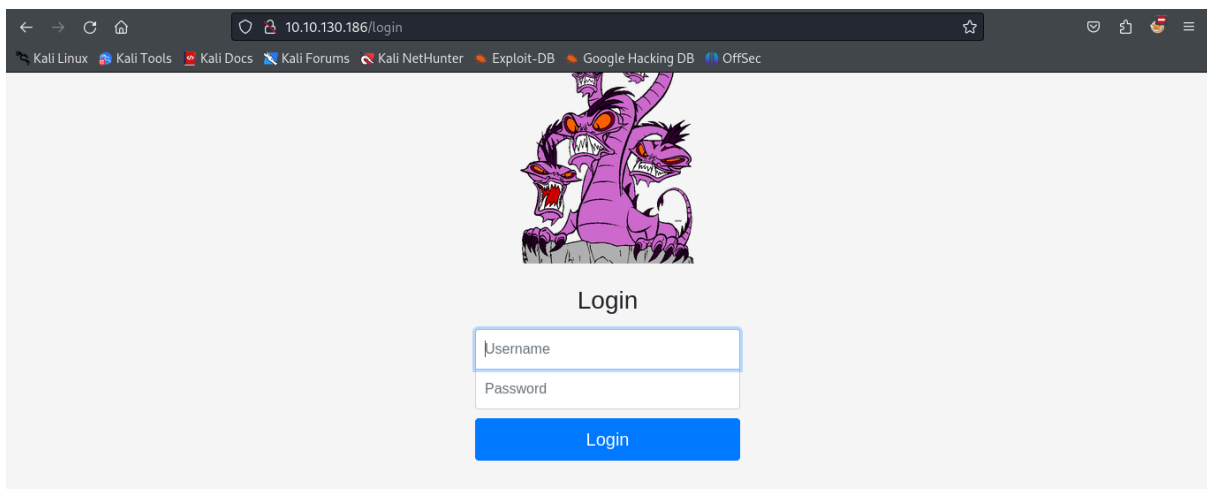 10.10.130.186/login
Kali Linux Kali Tools Kali Docs Kali Forums Kali NetHunter Exploit-DB Google Hacking DB OffSec
Login
Username
Password
Login